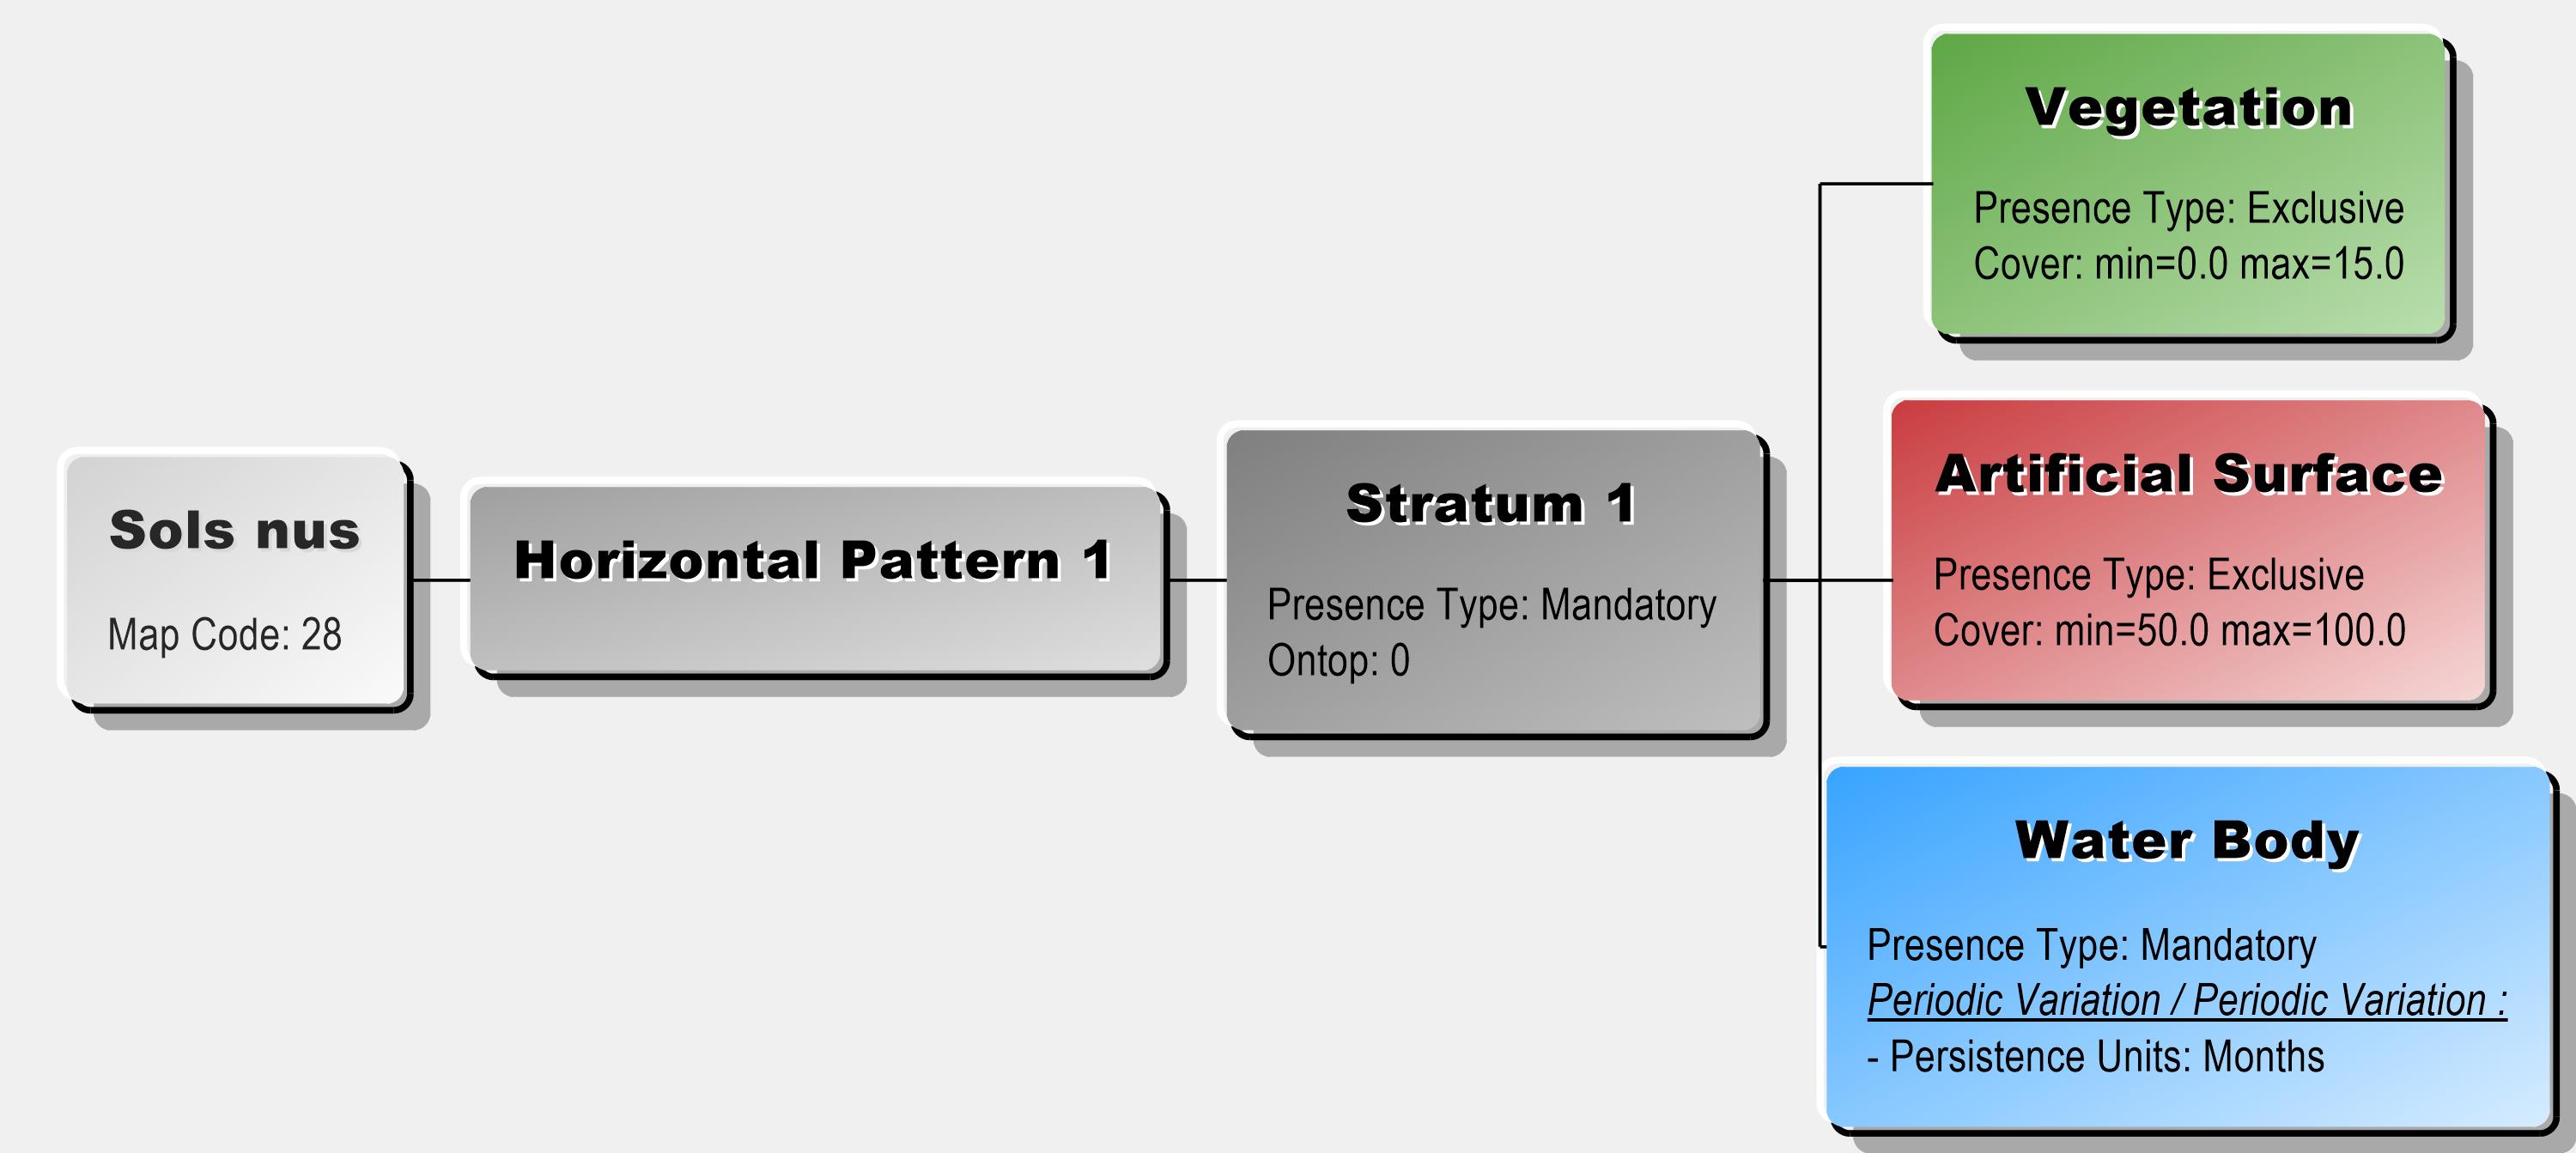 Sols nus
Map Code: 28
Horizontal Pattern 1
Stratum 1
Presence Type: Mandatory
Ontop: 0
Vegetation
Presence Type: Exclusive
Cover: min=0.0 max=15.0
Artificial Surface
Presence Type: Exclusive
Cover: min=50.0 max=100.0
Water Body
Presence Type: Mandatory
Periodic Variation / Periodic Variation :
- Persistence Units: Months